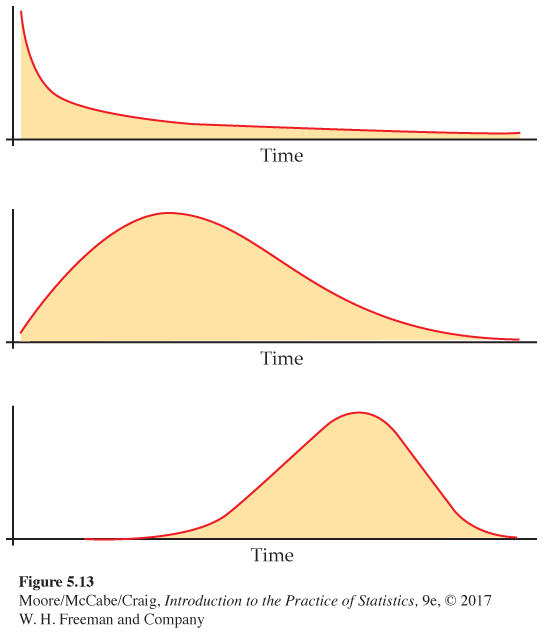 Time
Time
Time
Figure 5.13
Moore/McCabe/Craig, Introduction to the Practice of Statistics, 9e, © 2017
W. H. Freeman and Company